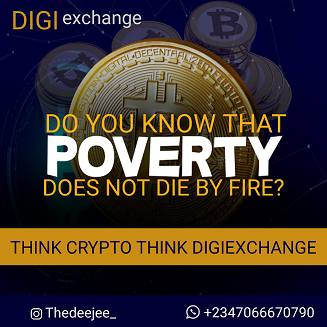 DIGI exchange
DO YOU KNOW THAT
POVERTY
DOES NOT DIE BY FIRE?
THINK CRYPTO THINK DIGIEXCHANGE
Thedeejee_
+2347066670790